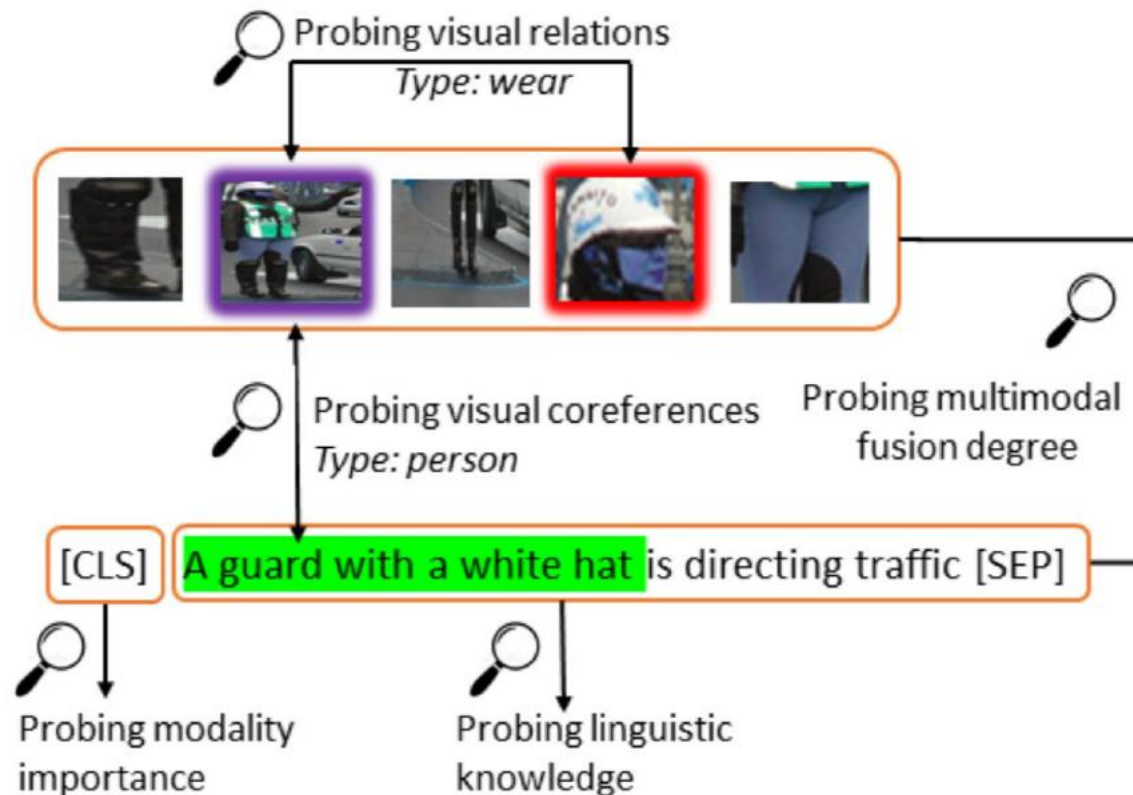 Probing visual relations
Type: wear
Probing visual coreferences
Type: person
Probing multimodal
fusion degree
[CLS] A guard with a white hat is directing traffic [SEP]
Probing modality
importance
Probing linguistic
knowledge